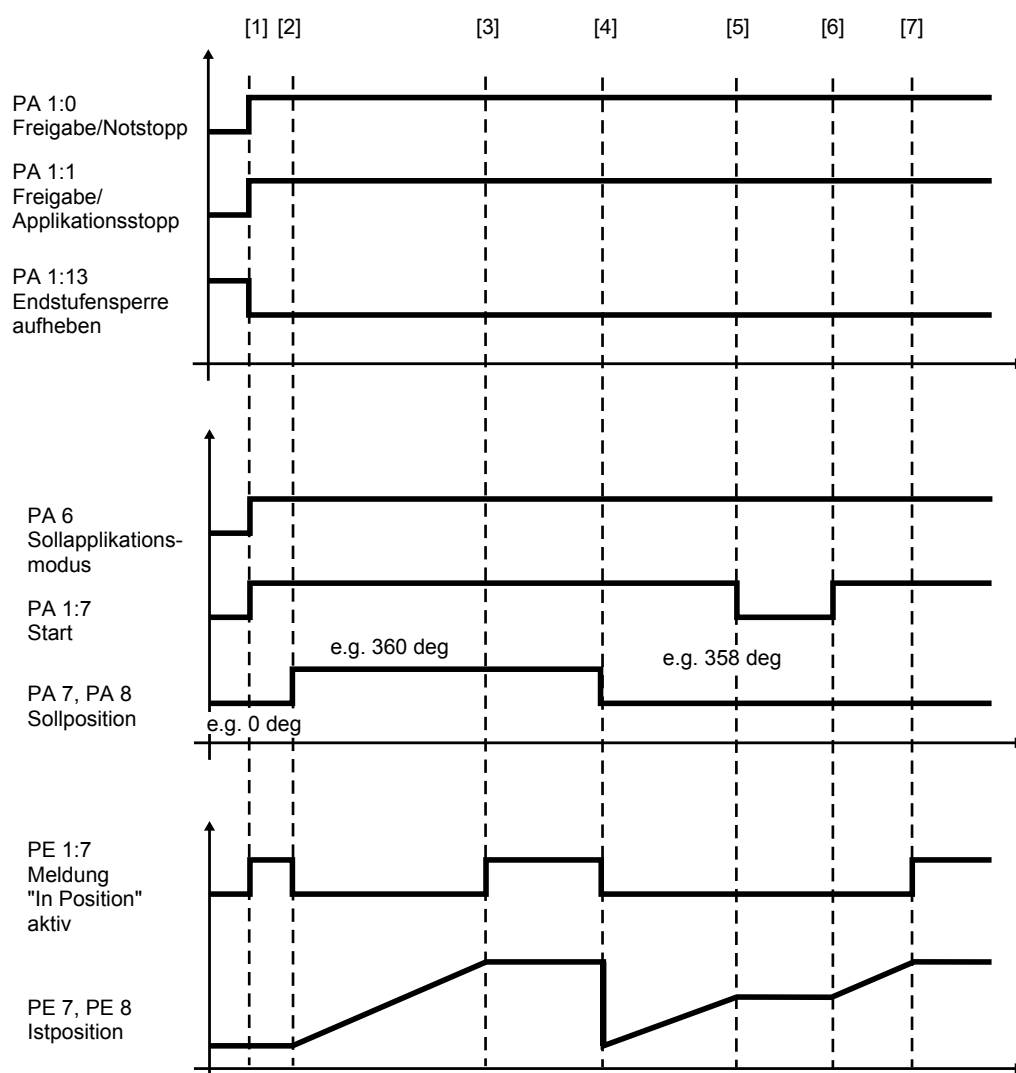 [1] [2] [3] [4] [5] [6] [7]
PA 1:0
Freigabe/Notstopp
PA 1:1
Freigabe/
Applikationsstopp
PA 1:13
Endstufensperre
aufheben
PA 6
Sollapplikations-
modus
PA 1:7
Start
e.g. 360 deg
e.g. 358 deg
PA 7, PA 8
Sollposition
e.g. 0 deg
PE 1:7
Meldung
"In Position"
aktiv
PE 7, PE 8
Istposition